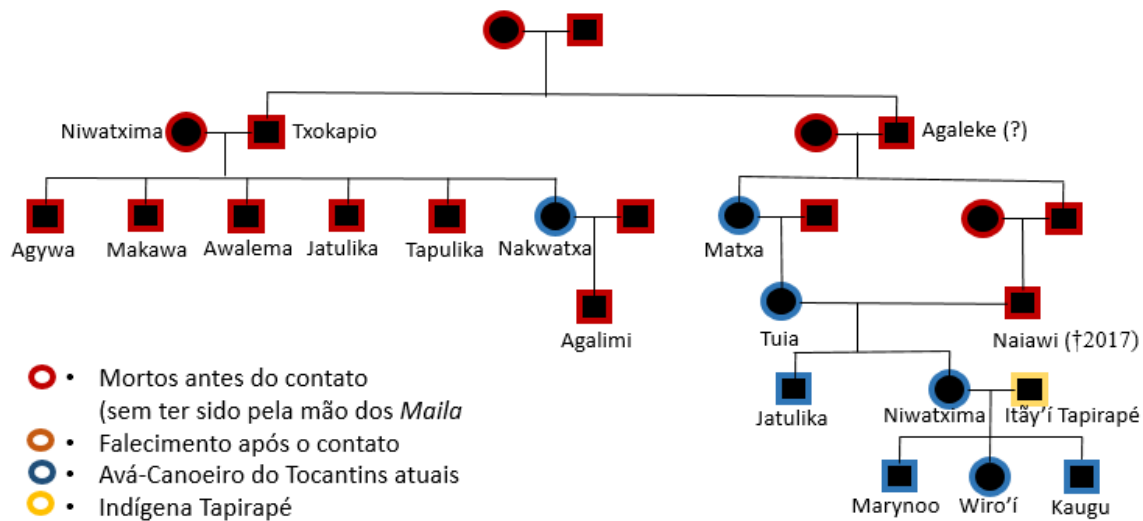 Niwatxima
Txokapio
Agaleke (?)
Agywa
Makawa
Awalema
Jatulika
Tapulika
Nakwatxa
Matxa
Agalimi
Tuia
Naiawi (†2017)
• Mortos antes do contato
(sem ter sido pela mão dos Maila
• Falecimento após o contato
• Avá-Canoeiro do Tocantins atuais
• Indígena Tapirapé
Jatulika
Niwatxima
Itãy’í Tapirapé
Marynoo
Wiro’í
Kaugu